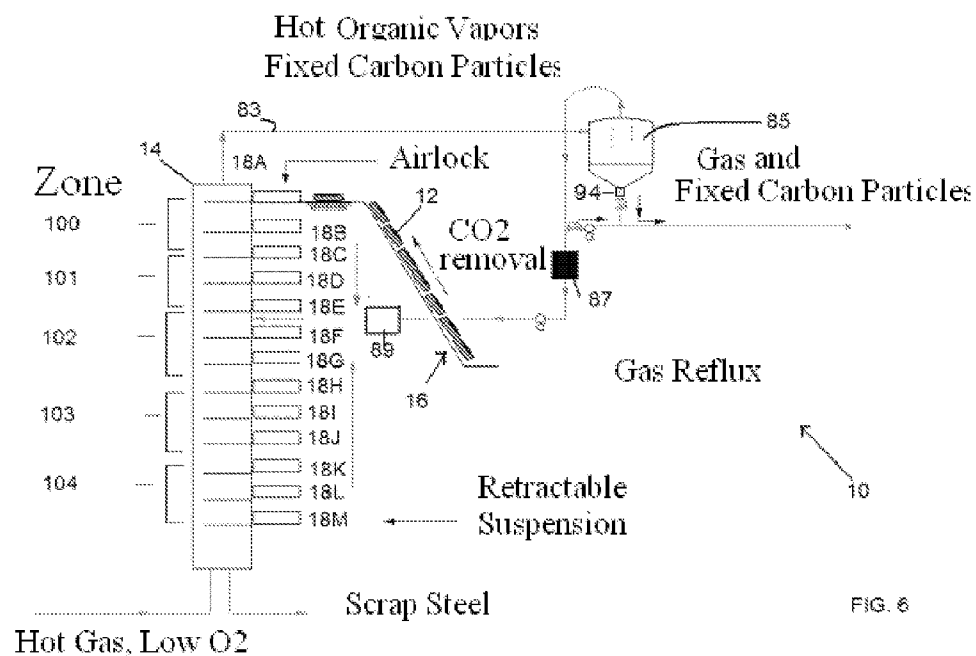 Hot Organic Vapors
Fixed Carbon Particles
83
85
14
18A
Airlock
Gas and
Fixed Carbon Particles
Zone
94
12
100
18B
CO2
removal
18C
101
18D
87
18E
102
18F
89
18G
Gas Reflux
16
18H
103
18I
18J
18K
104
18L
Retractable
Suspension
10
18M
Scrap Steel
FIG. 6
Hot Gas, Low O2